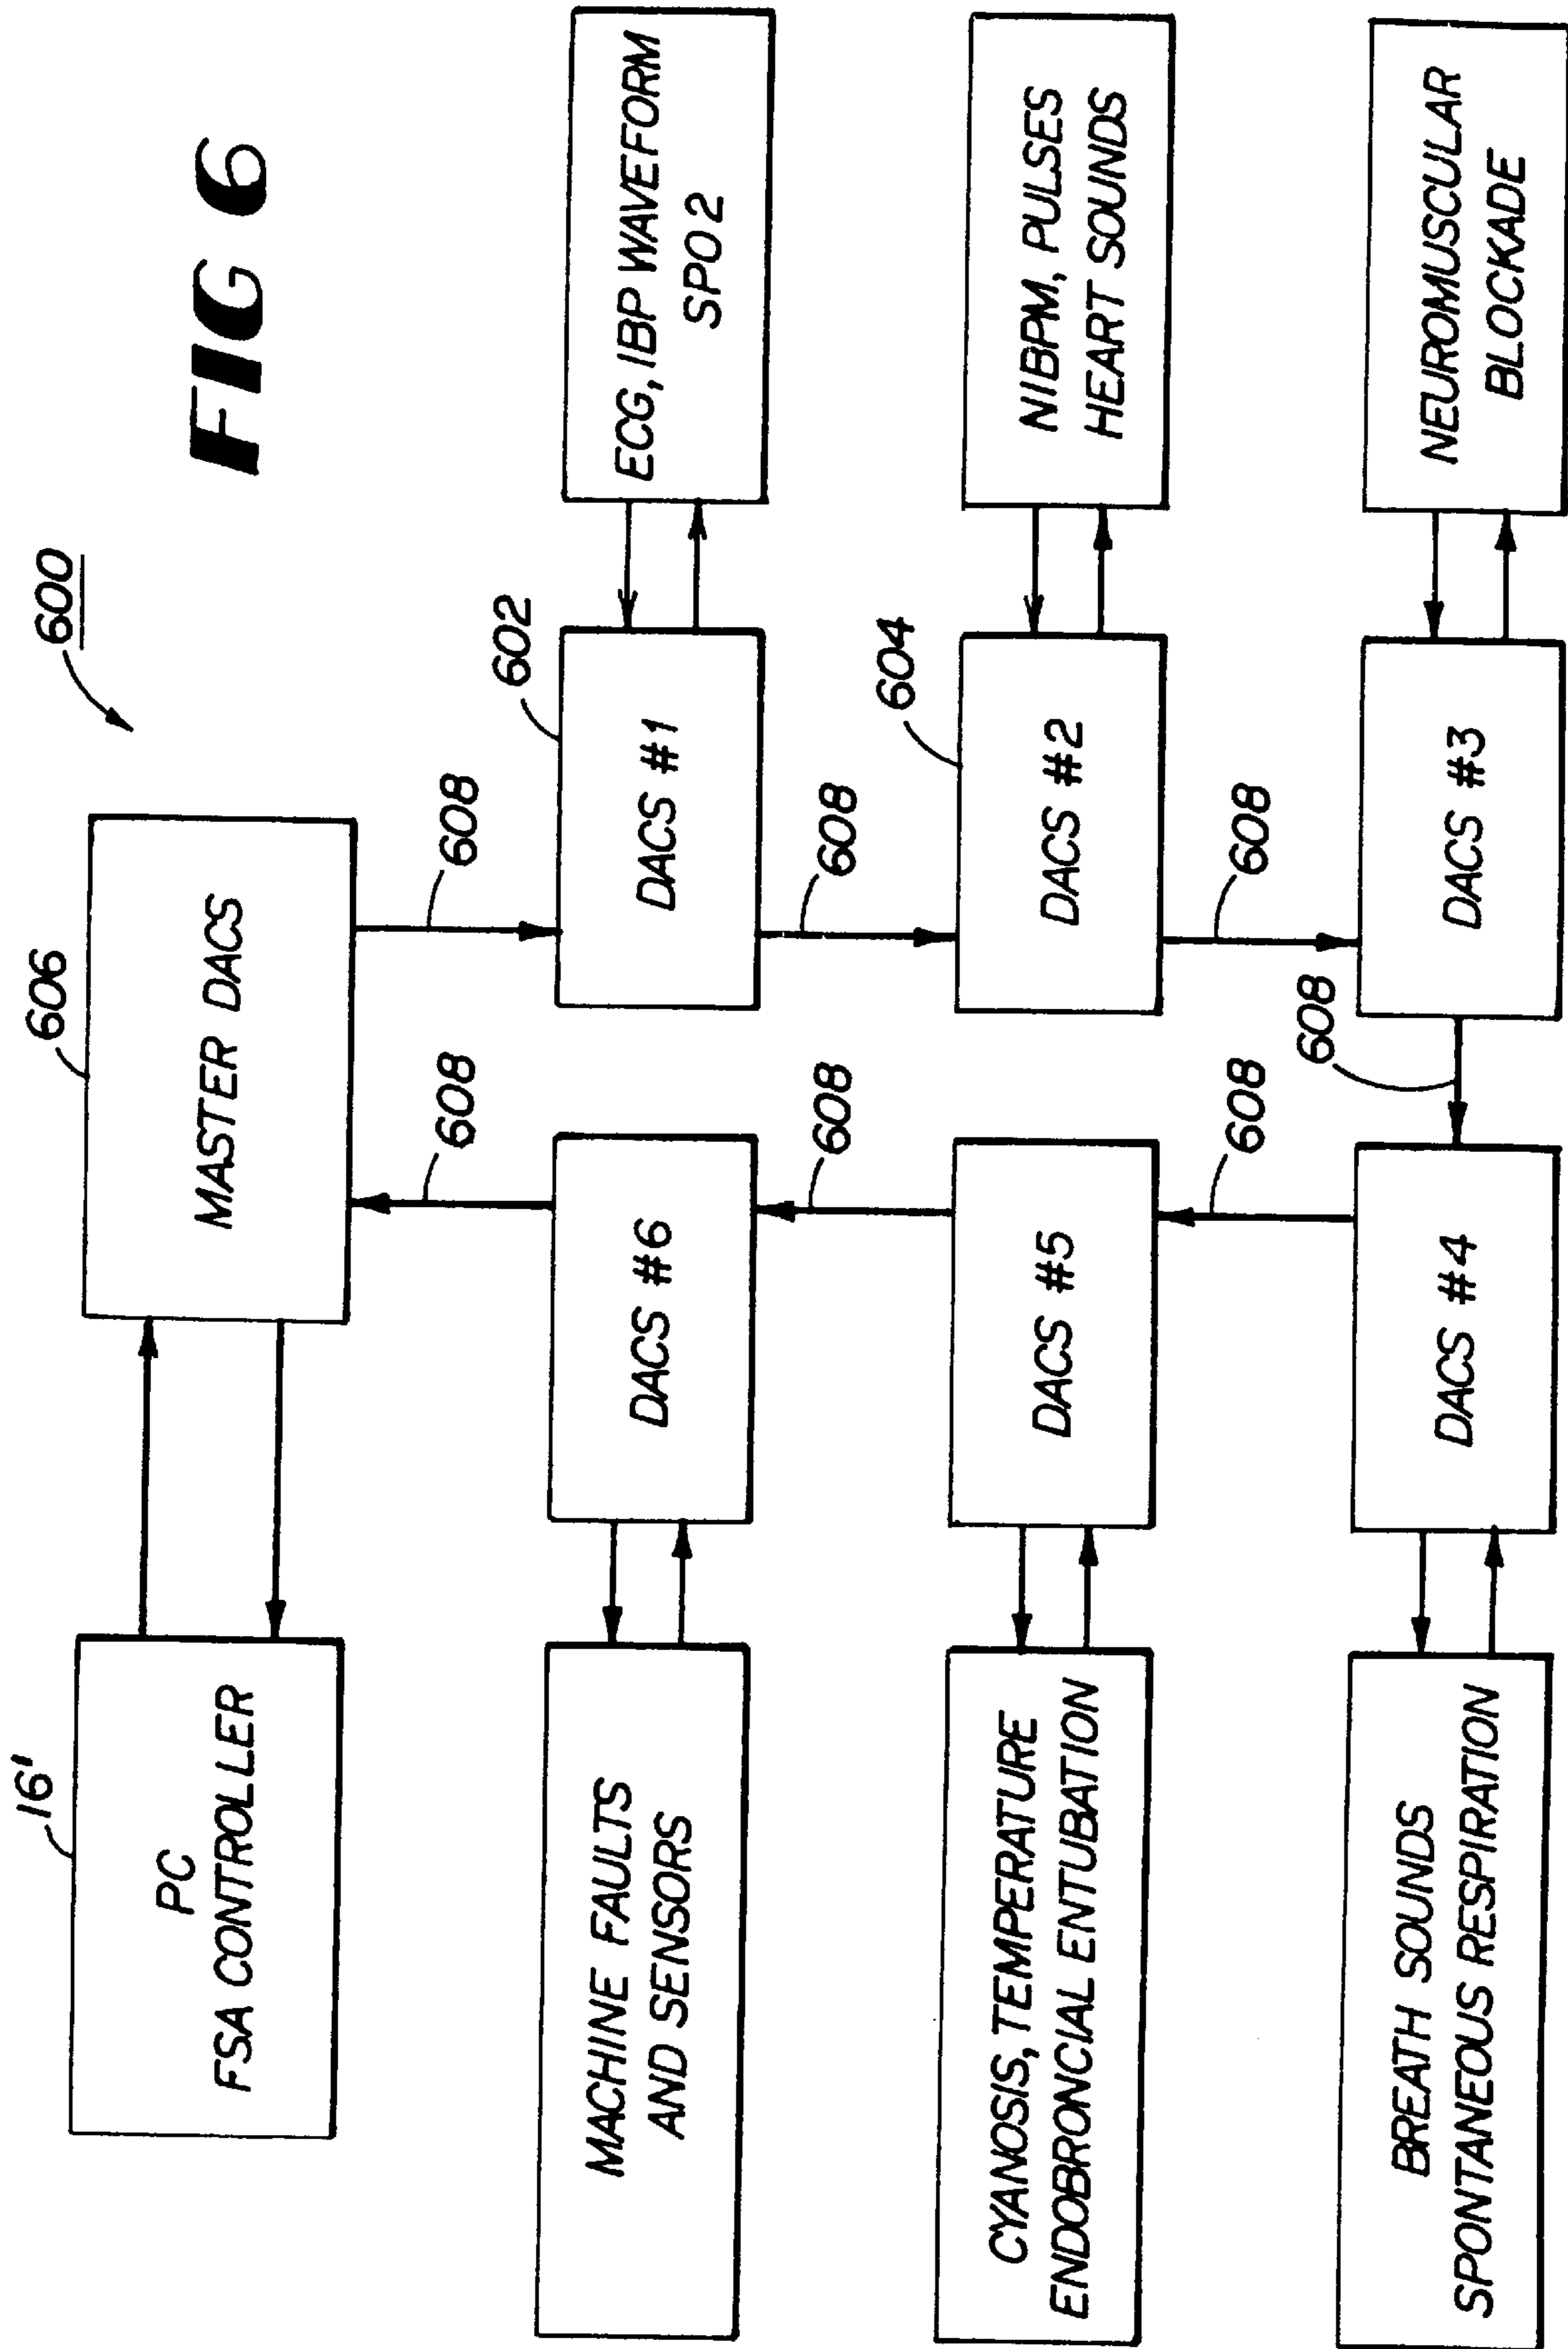 FIG 6
600
16'
606
PC
FSA CONTROLLER
MASTER DACS
608
608
602
MACHINE FAULTS
AND SENSORS
DACS #6
DACS #1
ECG, IBP WAVEFORM
SPO2
608
608
604
CYANOSIS, TEMPERATURE
ENDOBRONCIAL ENTUBATION
DACS #5
DACS #2
NIBPM, PULSES
HEART SOUNDS
608
608
608
BREATH SOUNDS
SPONTANEOUS RESPIRATION
DACS #4
DACS #3
NEUROMUSCULAR
BLOCKADE